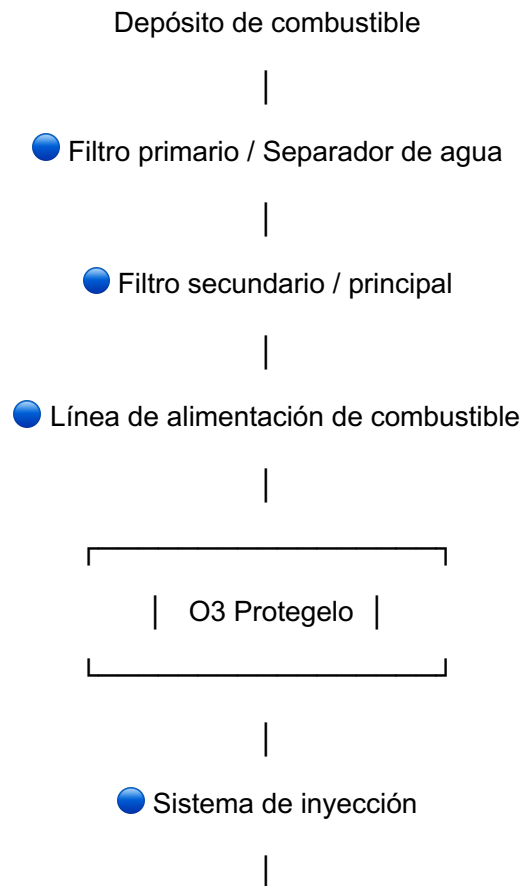 Depósito de combustible
|
🔵 Filtro primario / Separador de agua
|
🔵 Filtro secundario / principal
|
🔵 Línea de alimentación de combustible
|
┌──────────────────┐
│ O3 Protegelo │
└──────────────────┘
|
🔵 Sistema de inyección
|